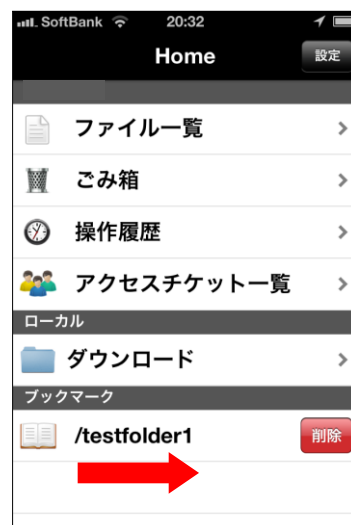 SoftBank 20:32
Home 設定
ファイル一覧
ごみ箱
操作履歴
アクセスチケット一覧
ローカル
ダウンロード
ブックマーク
/testfolder1 削除